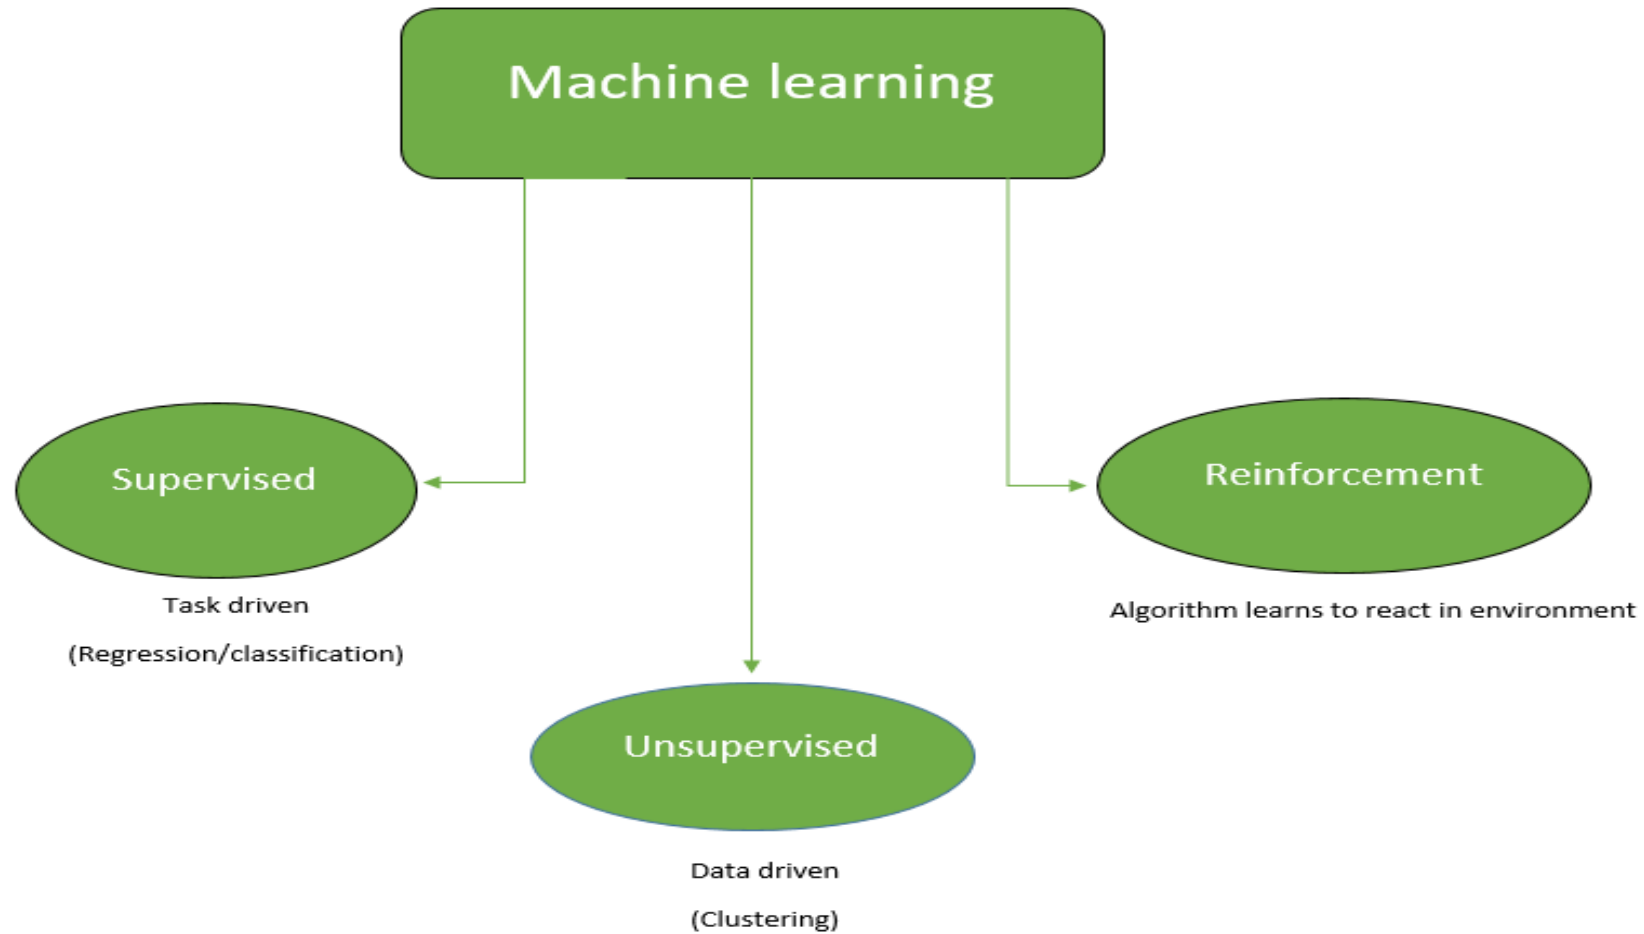 Machine learning
Supervised
Task driven
(Regression/classification)
Reinforcement
Algorithm learns to react in environment
Unsupervised
Data driven
(Clustering)